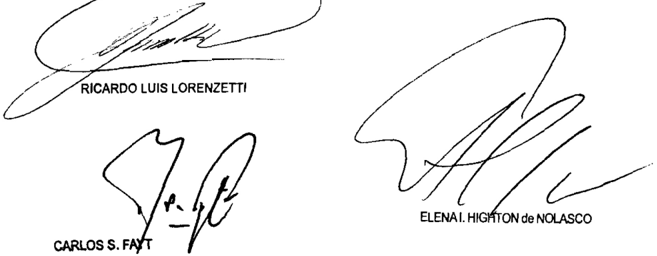 RICARDO LUIS LORENZETTI
CARLOS S. FAYT
ELENA I. HIGHTON de NOLASCO